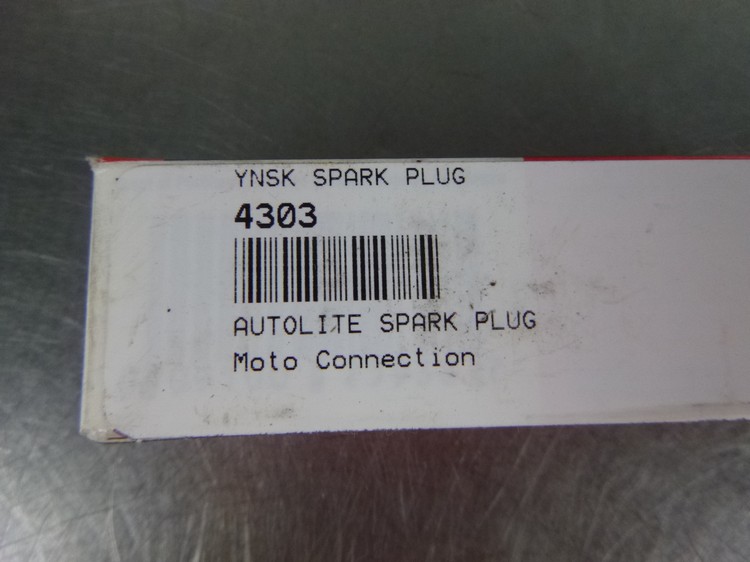 YNSK SPARK PLUG
4303
AUTOLITE SPARK PLUG
Moto Connection